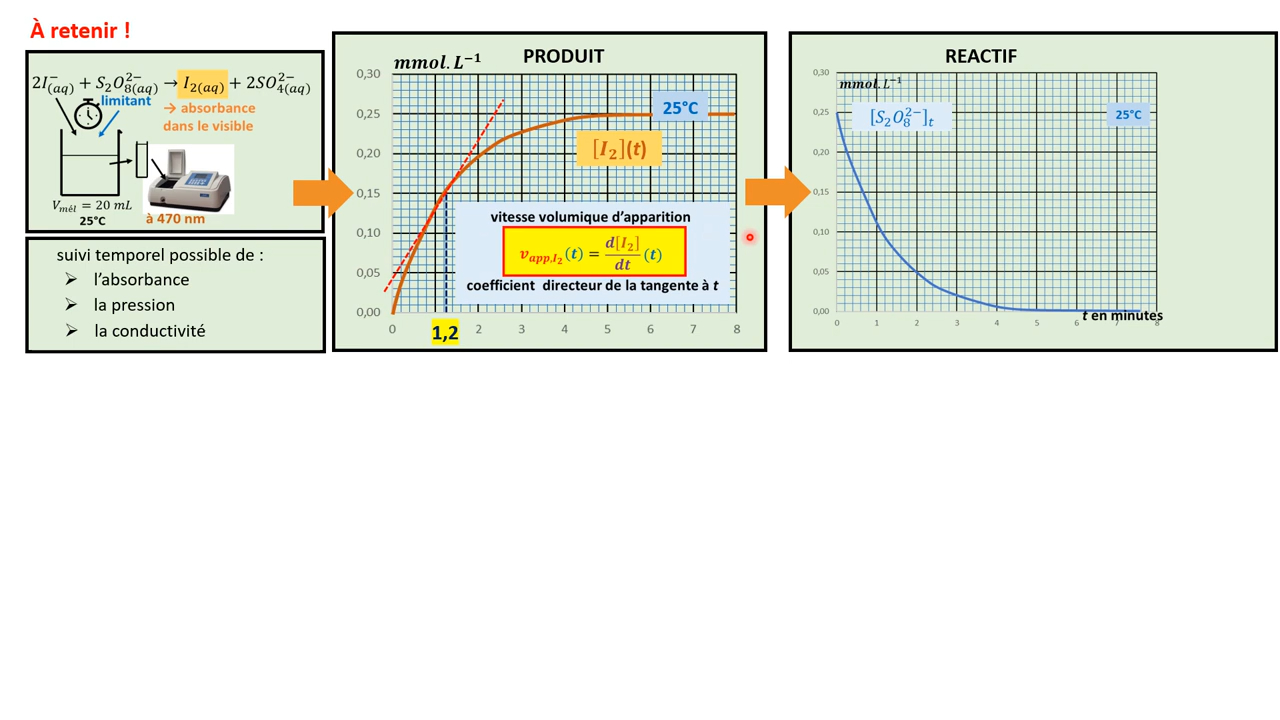 À retenir !
2I⁻(aq) + S₂O₈²⁻(aq) → I₂(aq) + 2SO₄²⁻(aq)
limitant
→ absorbance
dans le visible
Vmél = 20 mL
25°C
à 470 nm
suivi temporel possible de :
➢ l’absorbance
➢ la pression
➢ la conductivité
PRODUIT
mmol.L⁻¹
0,30
0,25
0,20
0,15
0,10
0,05
0,00
25°C
[I₂](t)
vitesse volumique d’apparition
vapp,I₂(t) = d[I₂]/dt (t)
coefficient directeur de la tangente à t
0 1,2 2 3 4 5 6 7 8
REACTIF
mmol.L⁻¹
0,30
0,25
0,20
0,15
0,10
0,05
0,00
[S₂O₈²⁻]t
25°C
t en minutes
0 1 2 3 4 5 6 7 8